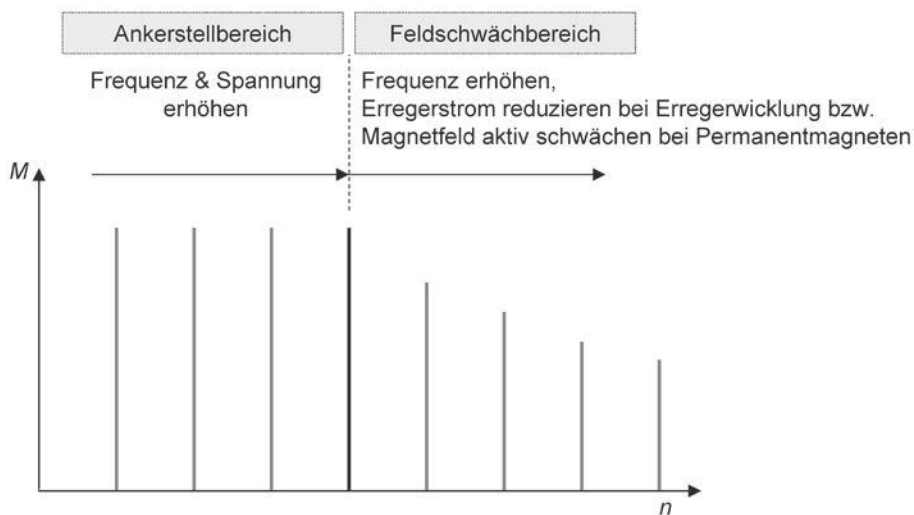 Ankerstellbereich
Feldschwächbereich
Frequenz & Spannung
erhöhen
Frequenz erhöhen,
Erregerstrom reduzieren bei Erregerwicklung bzw.
Magnetfeld aktiv schwächen bei Permanentmagneten
M
n